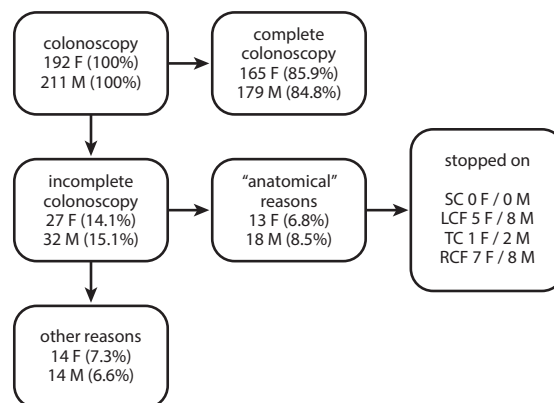 colonoscopy
192 F (100%)
211 M (100%)
complete
colonoscopy
165 F (85.9%)
179 M (84.8%)
incomplete
colonoscopy
27 F (14.1%)
32 M (15.1%)
“anatomical”
reasons
13 F (6.8%)
18 M (8.5%)
stopped on
SC 0 F / 0 M
LCF 5 F / 8 M
TC 1 F / 2 M
RCF 7 F / 8 M
other reasons
14 F (7.3%)
14 M (6.6%)